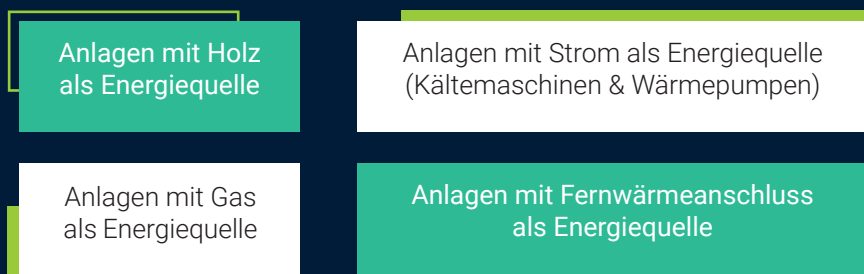 Anlagen mit Holz
als Energiequelle
Anlagen mit Strom als Energiequelle
(Kältemaschinen & Wärmepumpen)
Anlagen mit Gas
als Energiequelle
Anlagen mit Fernwärmeanschluss
als Energiequelle